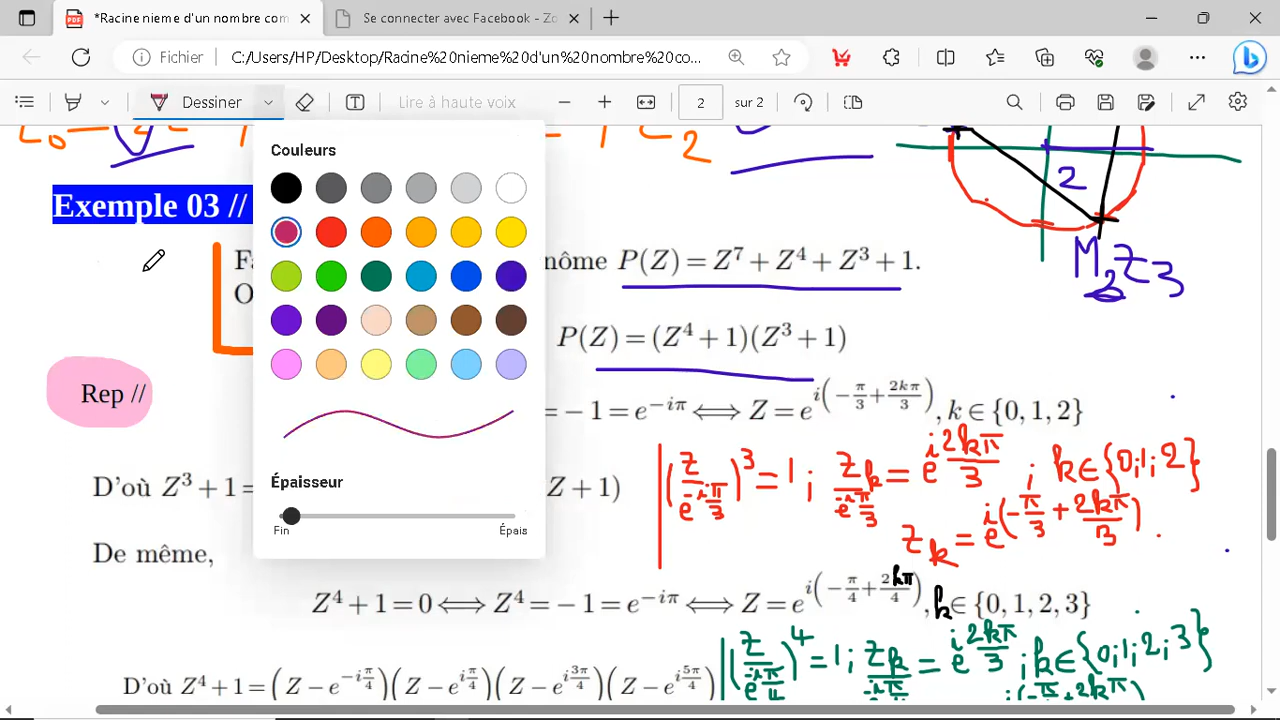 *Racine nieme d'un nombre com
Se connecter avec Facebook - Zo
Fichier
C:/Users/HP/Desktop/Racine%20nieme%20d'un%20nombre%20co...
Dessiner
Lire à haute voix
2
sur 2
Couleurs
Épaisseur
Fin
Épais
2
M₂ Z3
Exemple 03 //
nôme P(Z) = Z⁷ + Z⁴ + Z³ + 1.
P(Z) = (Z⁴ + 1)(Z³ + 1)
Rep //
= −1 = e^{−iπ} ⟺ Z = e^{i(−π/3 + 2kπ/3)}, k ∈ {0, 1, 2}
(z/e^{-iπ/3})³ = 1 ; z_k/e^{-iπ/3} = e^{i2kπ/3} ; k∈{0,1,2}
D'où Z³ + 1 =
Z + 1)
z_k = e^{i(-π/3 + 2kπ/3)}.
De même,
Z⁴ + 1 = 0 ⟺ Z⁴ = −1 = e^{−iπ} ⟺ Z = e^{i(−π/4 + 2kπ/4)}, k ∈ {0, 1, 2, 3}
(z/e^{-iπ/4})⁴ = 1 ; z_k = e^{i2kπ/3} ; k∈{0,1,2,3}
D'où Z⁴ + 1 = (Z − e^{−iπ/4})(Z − e^{iπ/4})(Z − e^{i3π/4})(Z − e^{i5π/4})